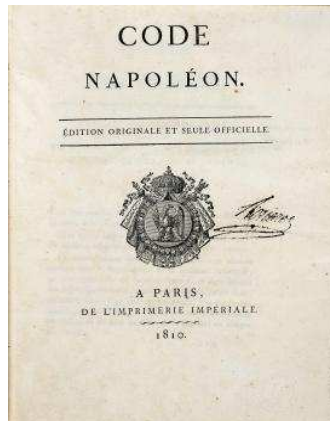 CODE
NAPOLÉON.
ÉDITION ORIGINALE ET SEULE OFFICIELLE.
A PARIS,
DE L'IMPRIMERIE IMPÉRIALE.
1810.